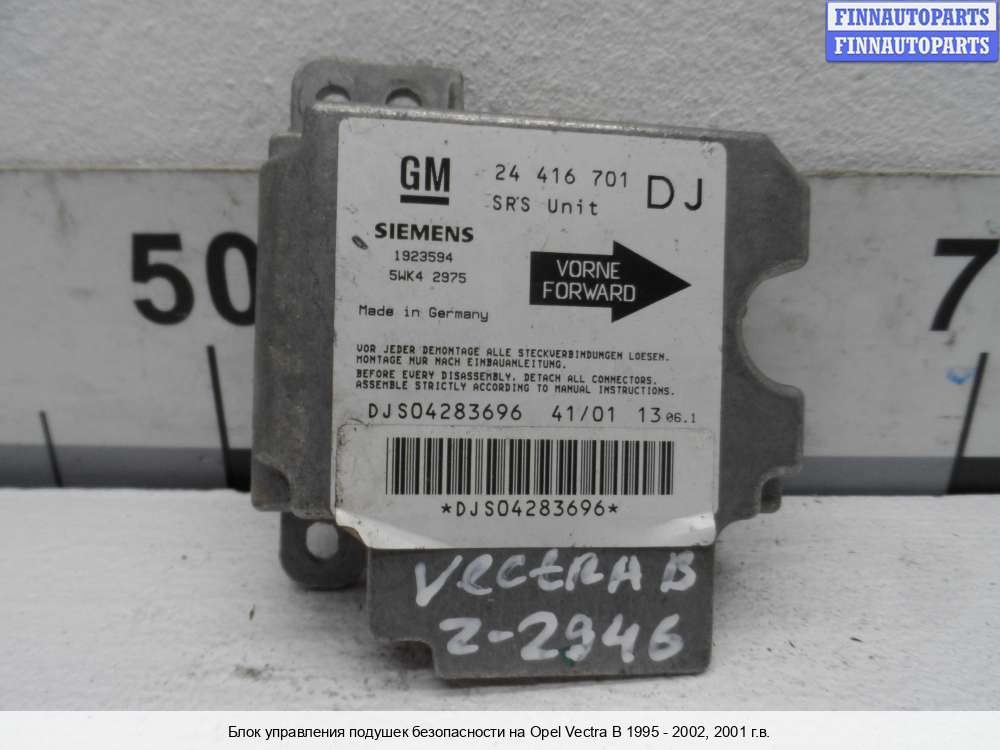 FINNAUTOPARTS
FINNAUTOPARTS
GM
24 416 701
DJ
SRS Unit
SIEMENS
1923594
5WK4 2975
VORNE
FORWARD
Made in Germany
VOR JEDER DEMONTAGE ALLE STECKVERBINDUNGEN LOESEN.
MONTAGE NUR NACH EINBAUANLEITUNG.
BEFORE EVERY DISASSEMBLY, DETACH ALL CONNECTORS.
ASSEMBLE STRICTLY ACCORDING TO MANUAL INSTRUCTIONS.
DJS04283696 41/01 13 06.1
*DJS04283696*
VECTRA B
Z-2946
50
7
Блок управления подушек безопасности на Opel Vectra B 1995 - 2002, 2001 г.в.